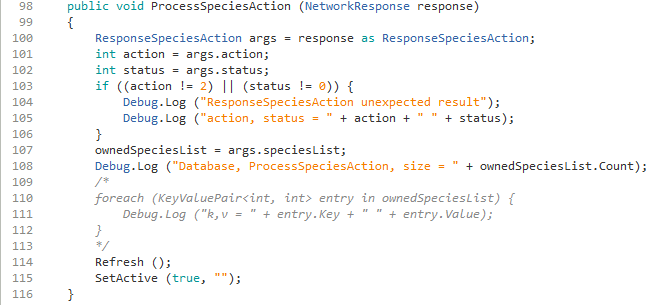 98 public void ProcessSpeciesAction (NetworkResponse response)
99 {
100 ResponseSpeciesAction args = response as ResponseSpeciesAction;
101 int action = args.action;
102 int status = args.status;
103 if ((action != 2) || (status != 0)) {
104 Debug.Log ("ResponseSpeciesAction unexpected result");
105 Debug.Log ("action, status = " + action + " " + status);
106 }
107 ownedSpeciesList = args.speciesList;
108 Debug.Log ("Database, ProcessSpeciesAction, size = " + ownedSpeciesList.Count);
109 /*
110 foreach (KeyValuePair<int, int> entry in ownedSpeciesList) {
111 Debug.Log ("k,v = " + entry.Key + " " + entry.Value);
112 }
113 */
114 Refresh ();
115 SetActive (true, "");
116 }